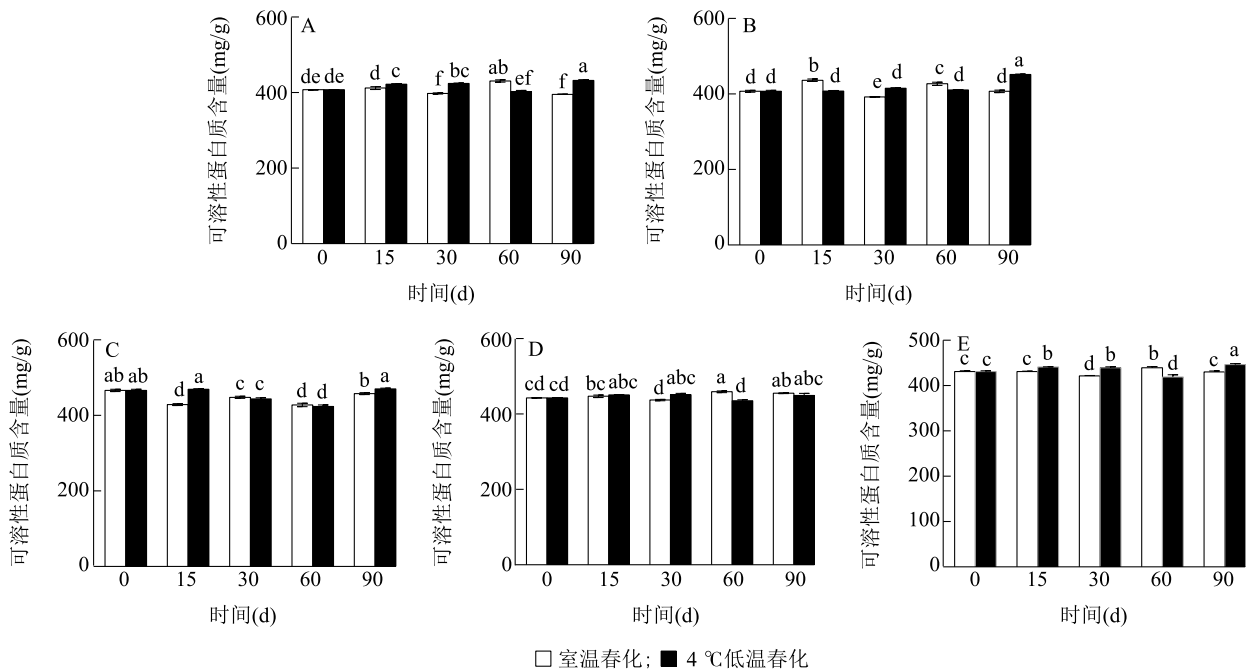 A
可溶性蛋白质含量(mg/g)
600
400
200
0
de de d c f bc ab ef f a
0 15 30 60 90
时间(d)
B
可溶性蛋白质含量(mg/g)
600
400
200
0
d d b d e d c d d a
0 15 30 60 90
时间(d)
C
可溶性蛋白质含量(mg/g)
600
400
200
0
ab ab d a c c d d b a
0 15 30 60 90
时间(d)
D
可溶性蛋白质含量(mg/g)
600
400
200
0
cd cd bc abc d abc a d ab abc
0 15 30 60 90
时间(d)
E
可溶性蛋白质含量(mg/g)
500
400
300
200
100
0
c c c b d b b d c a
0 15 30 60 90
时间(d)
室温春化; 4 ℃低温春化